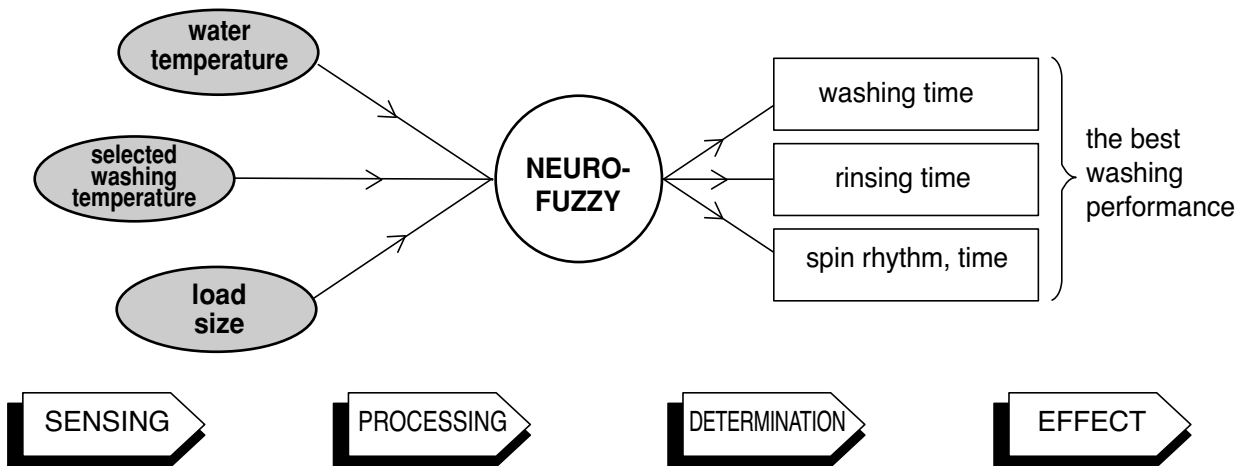 water
temperature
selected
washing
temperature
load
size
NEURO-
FUZZY
washing time
rinsing time
spin rhythm, time
the best
washing
performance
SENSING
PROCESSING
DETERMINATION
EFFECT